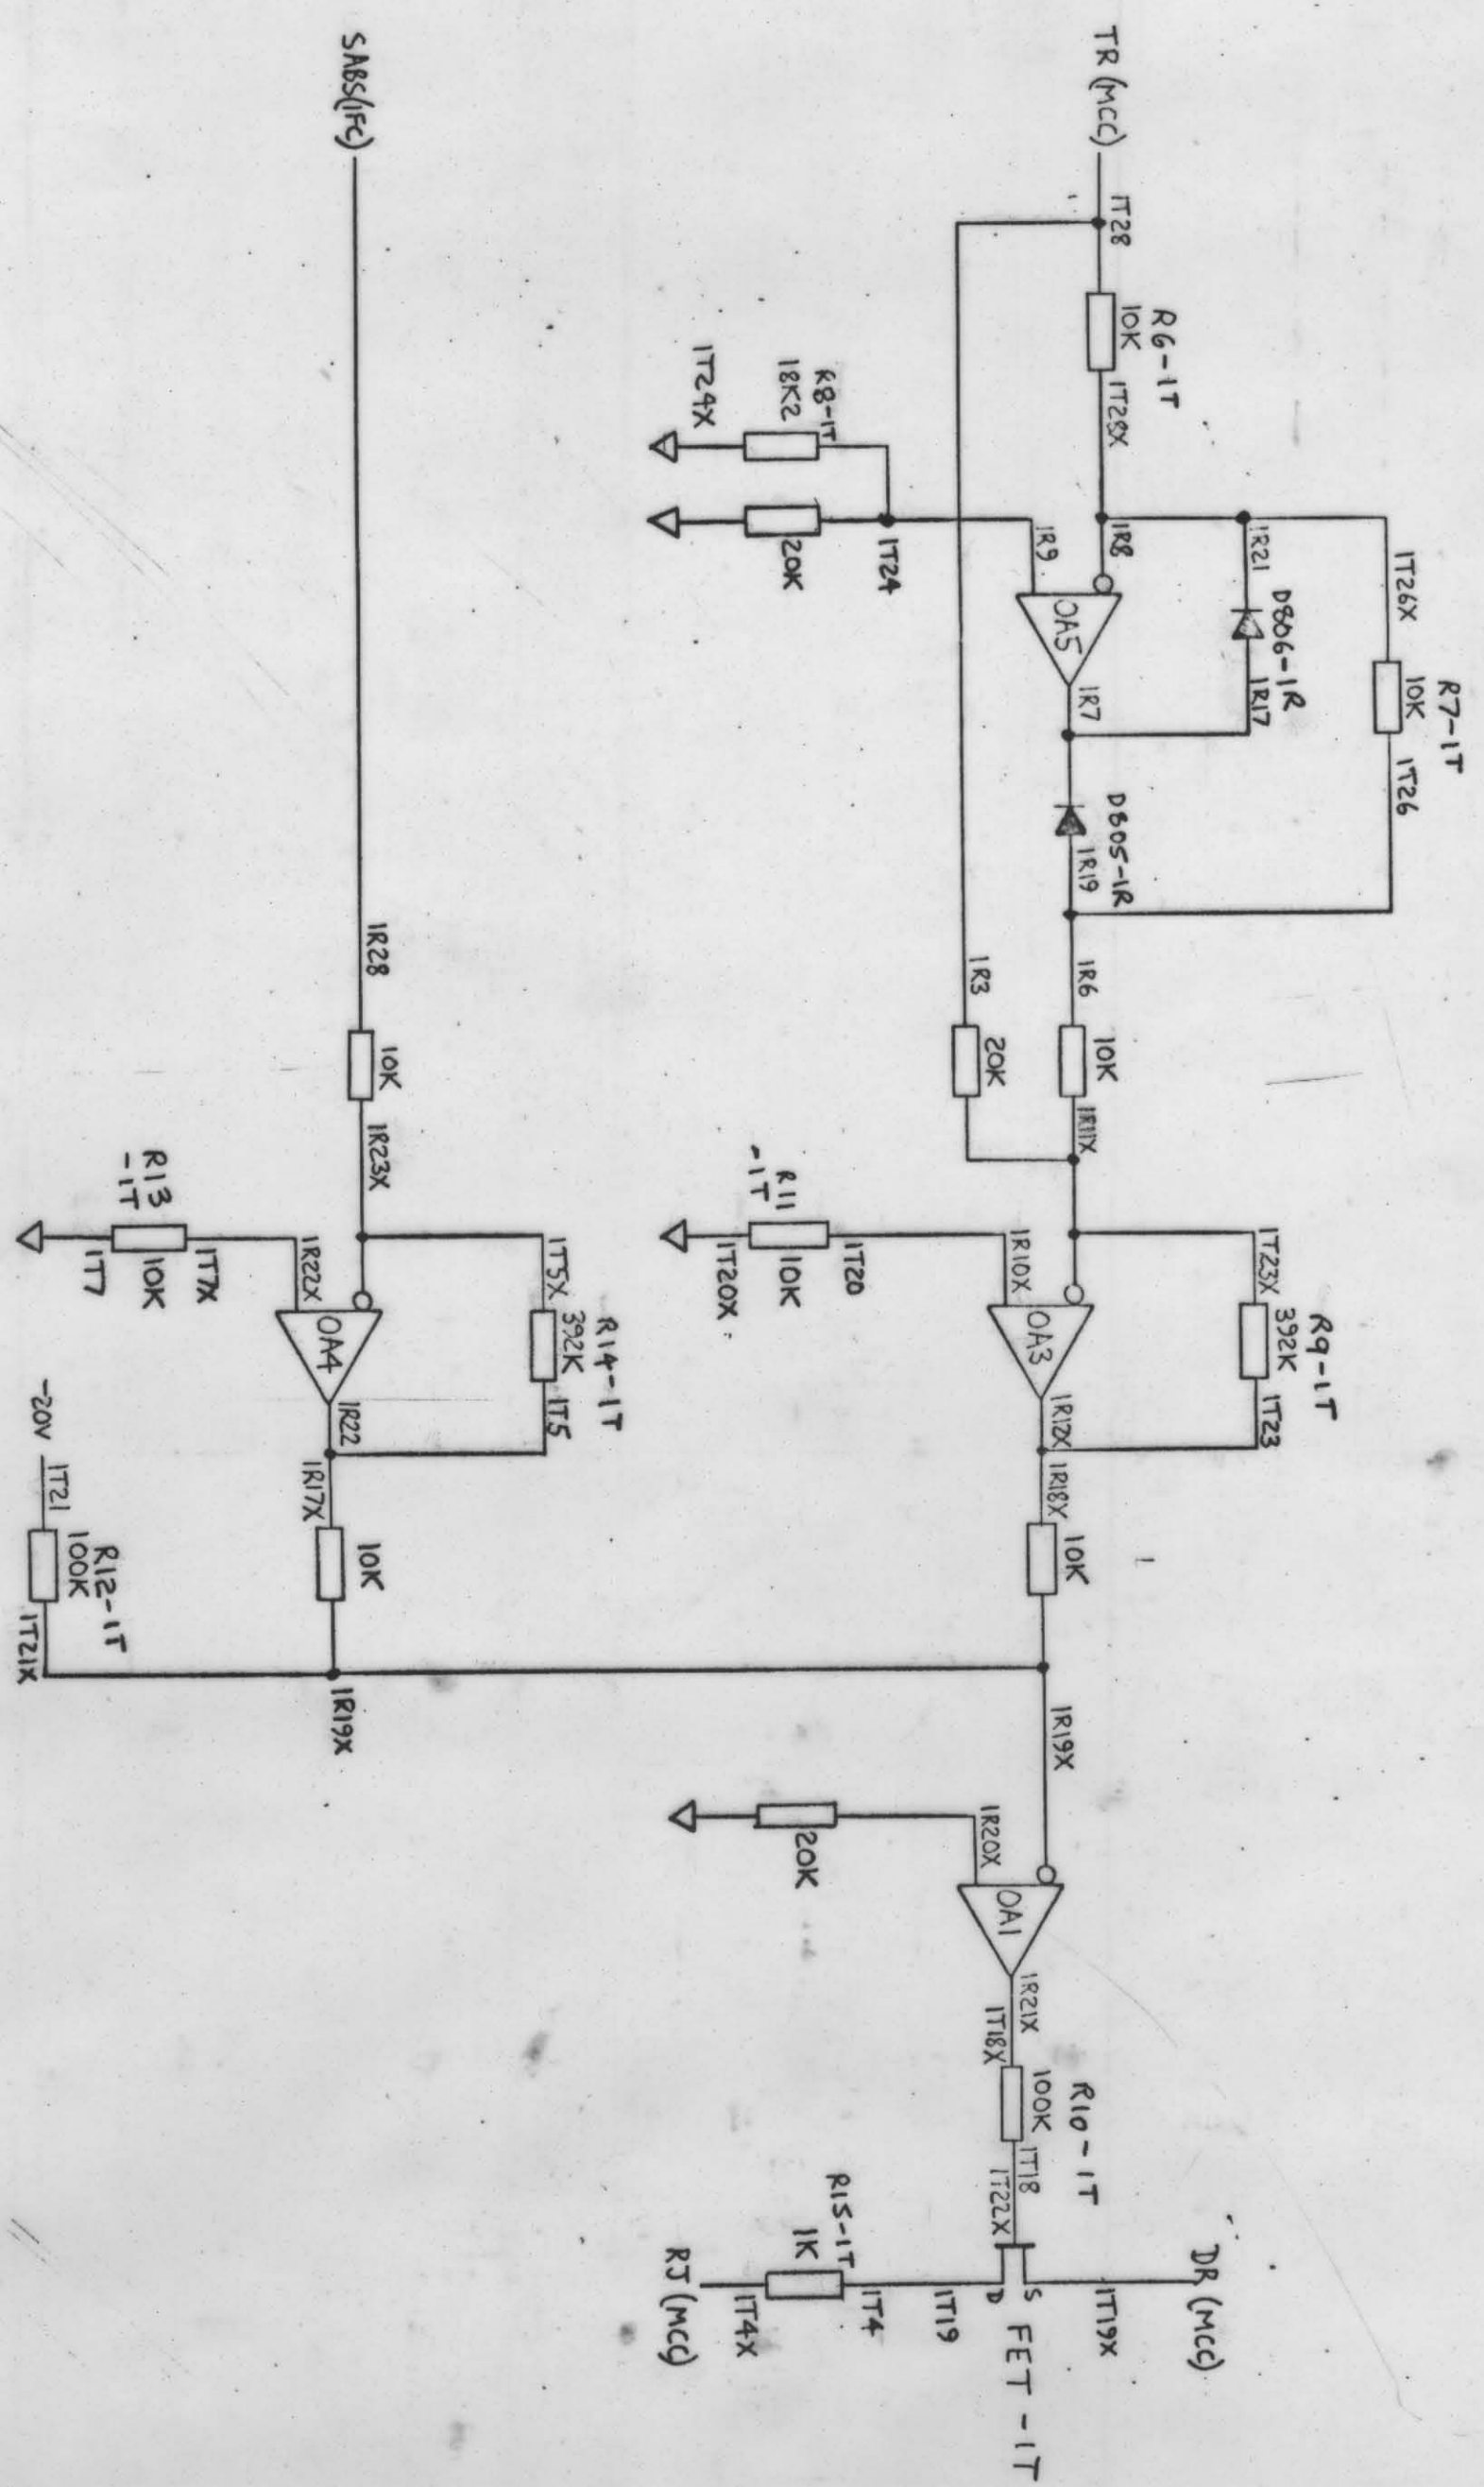 TR (MCC)
1T28
R6-1T
10K
1T28X
1R8
1R21
D806-1R
1R17
1T26X
R7-1T
10K
1T26
1R9
OA5
1R7
D805-1R
1R19
R8-1T
18K2
1T24X
20K
1T24
1R6
10K
1R11X
1R3
20K
1T23X
R9-1T
392K
1T23
1R10X
OA3
1R12X
1R18X
10K
R11
-1T
1T20
10K
1T20X
SABS(IFC)
1R28
10K
1R23X
1T5X
R14-1T
392K
1T5
1R22X
OA4
1R22
1R17X
10K
R13
-1T
1T7X
10K
1T7
-20V
1T21
R12-1T
100K
1T21X
1R19X
1R19X
1R20X
20K
OA1
1R21X
1T18X
R10-1T
100K
1T18
1T22X
DR (MCC)
1T19X
S
D
FET-1T
1T19
1T4
R15-1T
1K
1T4X
RJ (MCC)